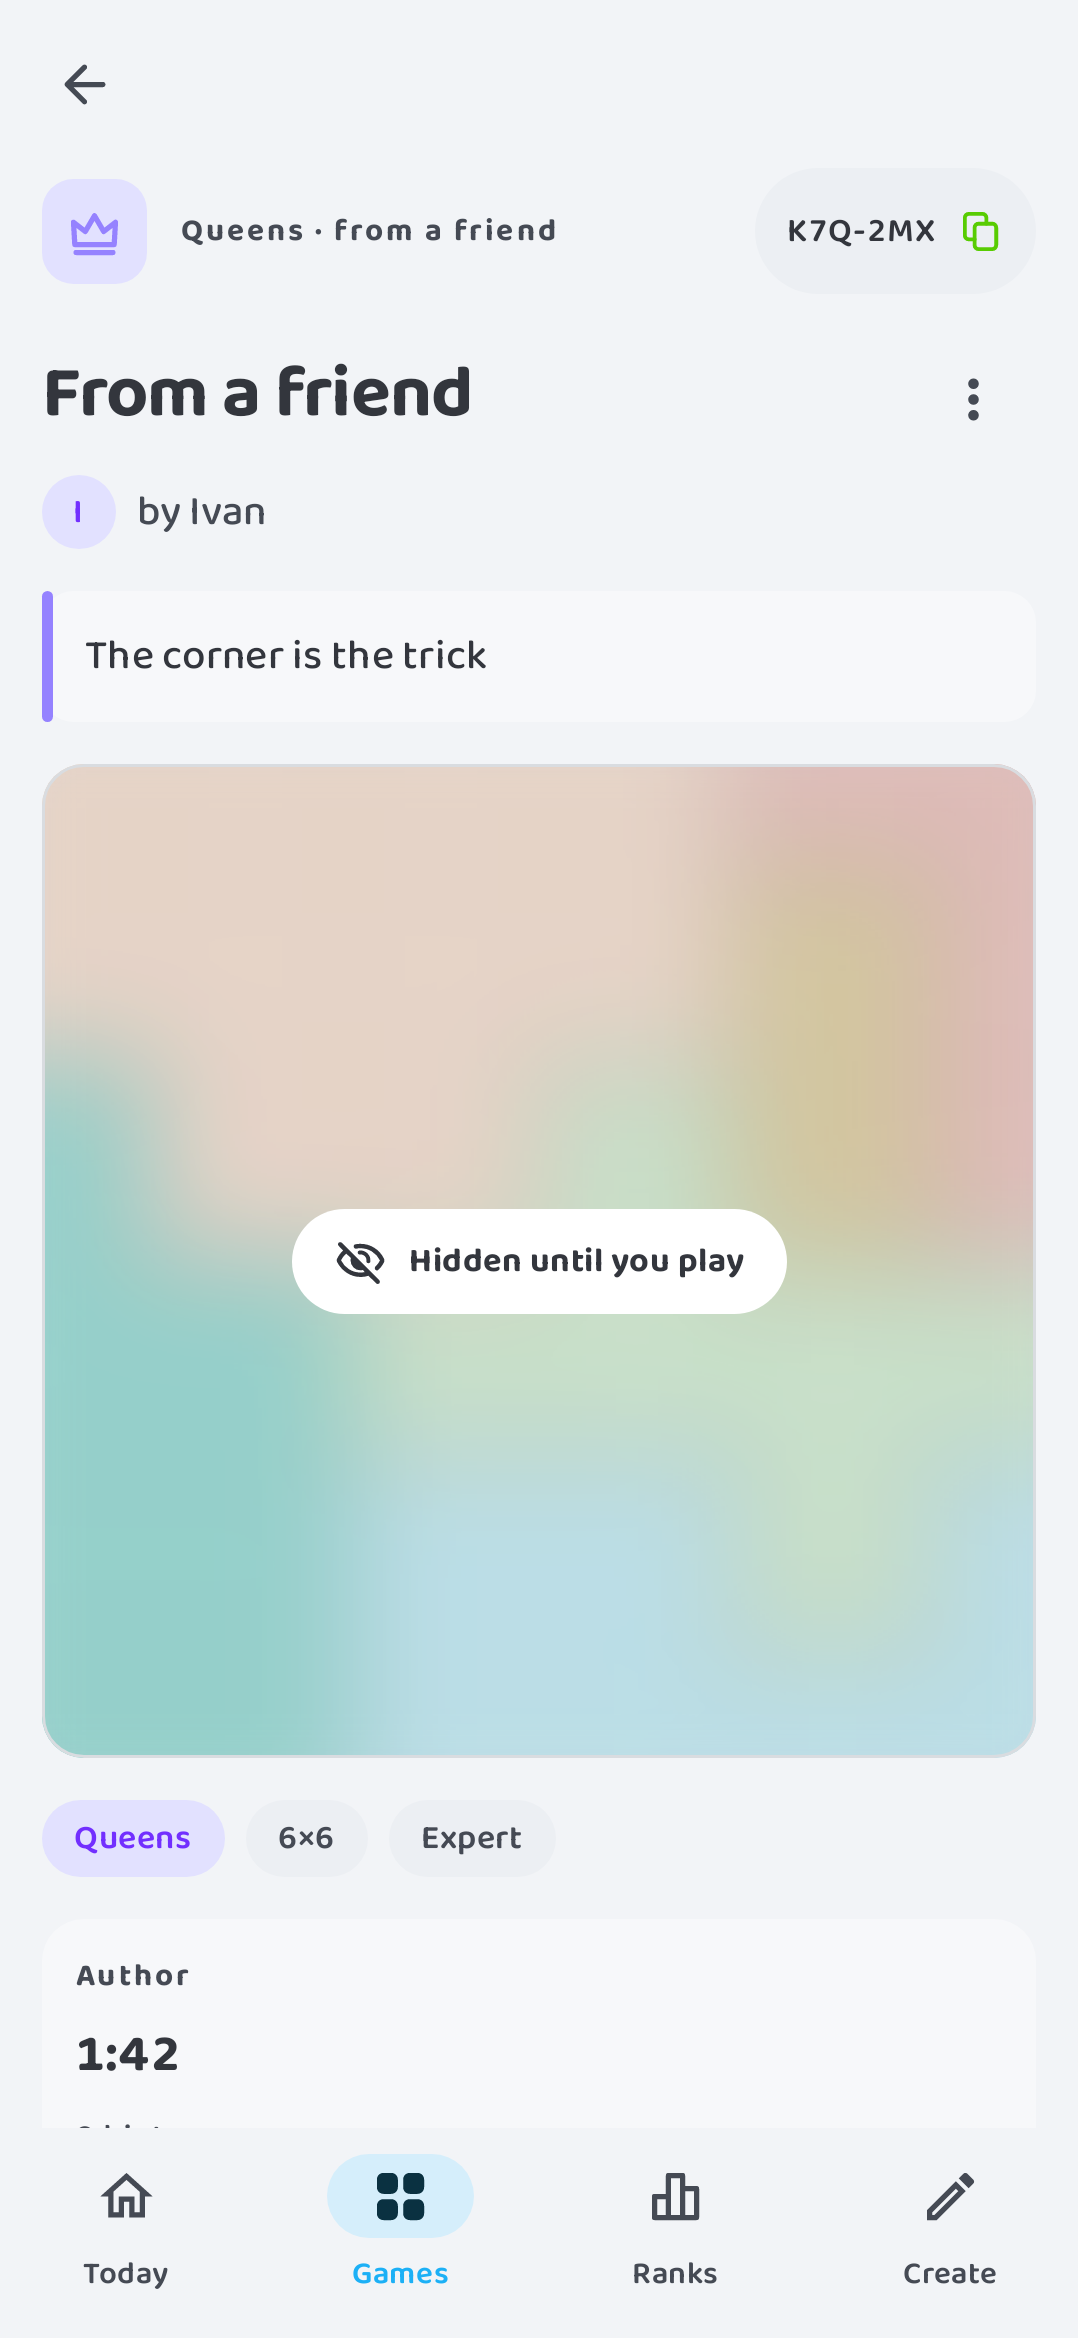 Queens · from a friend
K7Q-2MX
From a friend
I
by Ivan
The corner is the trick
Hidden until you play
Queens
6×6
Expert
Author
1:42
Today
Games
Ranks
Create